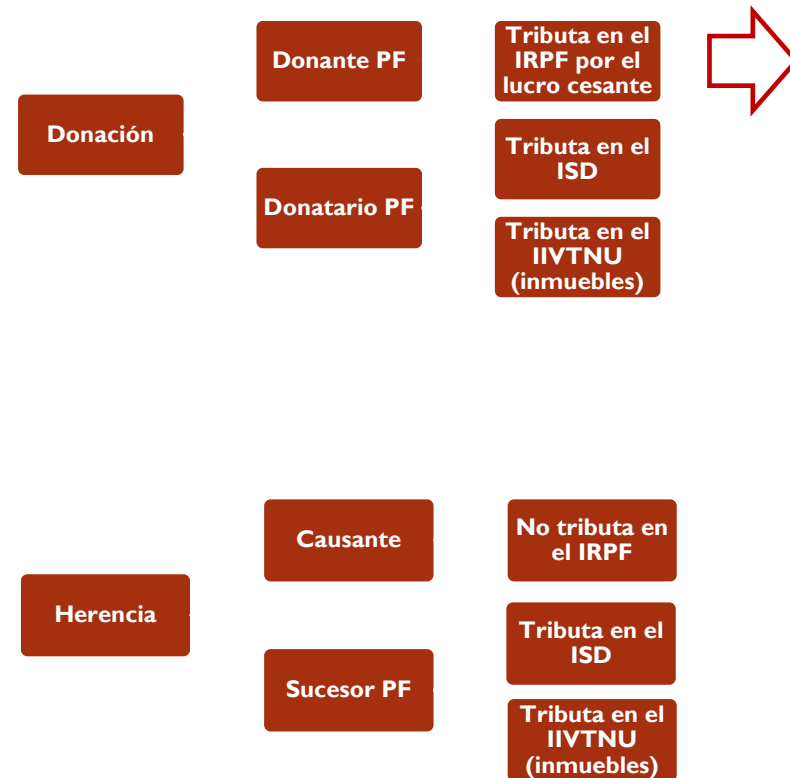 Donación
Donante PF
Tributa en el
IRPF por el
lucro cesante
Donatario PF
Tributa en el
ISD
Tributa en el
IIVTNU
(inmuebles)
Herencia
Causante
No tributa en
el IRPF
Sucesor PF
Tributa en el
ISD
Tributa en el
IIVTNU
(inmuebles)